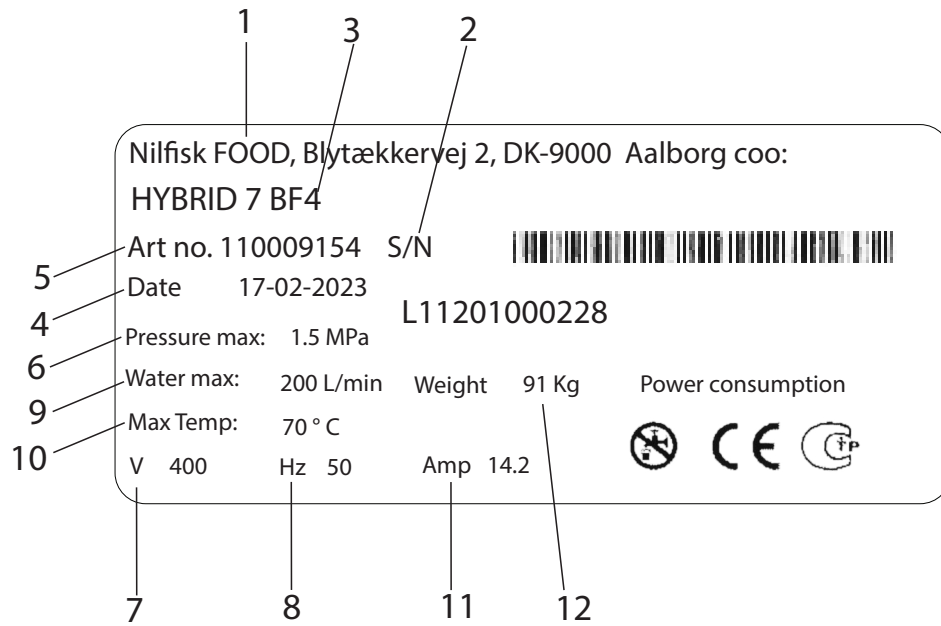 1
3
2
Nilfisk FOOD, Blytækkervej 2, DK-9000 Aalborg coo:
HYBRID 7 BF4
5
Art no. 110009154 S/N
4
Date 17-02-2023
L11201000228
6
Pressure max: 1.5 MPa
9
Water max: 200 L/min Weight 91 Kg Power consumption
10
Max Temp: 70 ° C
CE
C TP
V 400 Hz 50 Amp 14.2
7 8 11 12